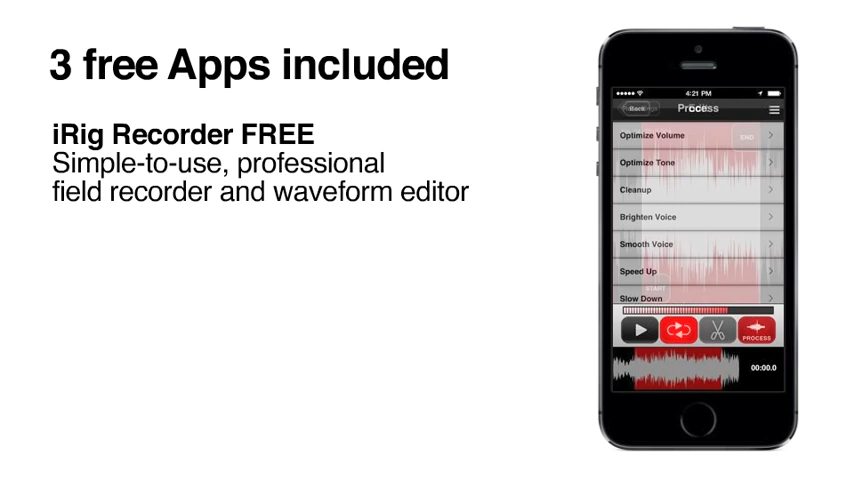 3 free Apps included
iRig Recorder FREE
Simple-to-use, professional
field recorder and waveform editor
4:21 PM
Back
Process
Optimize Volume
END
Optimize Tone
Cleanup
Brighten Voice
Smooth Voice
Speed Up
START
Slow Down
PROCESS
00:00.0